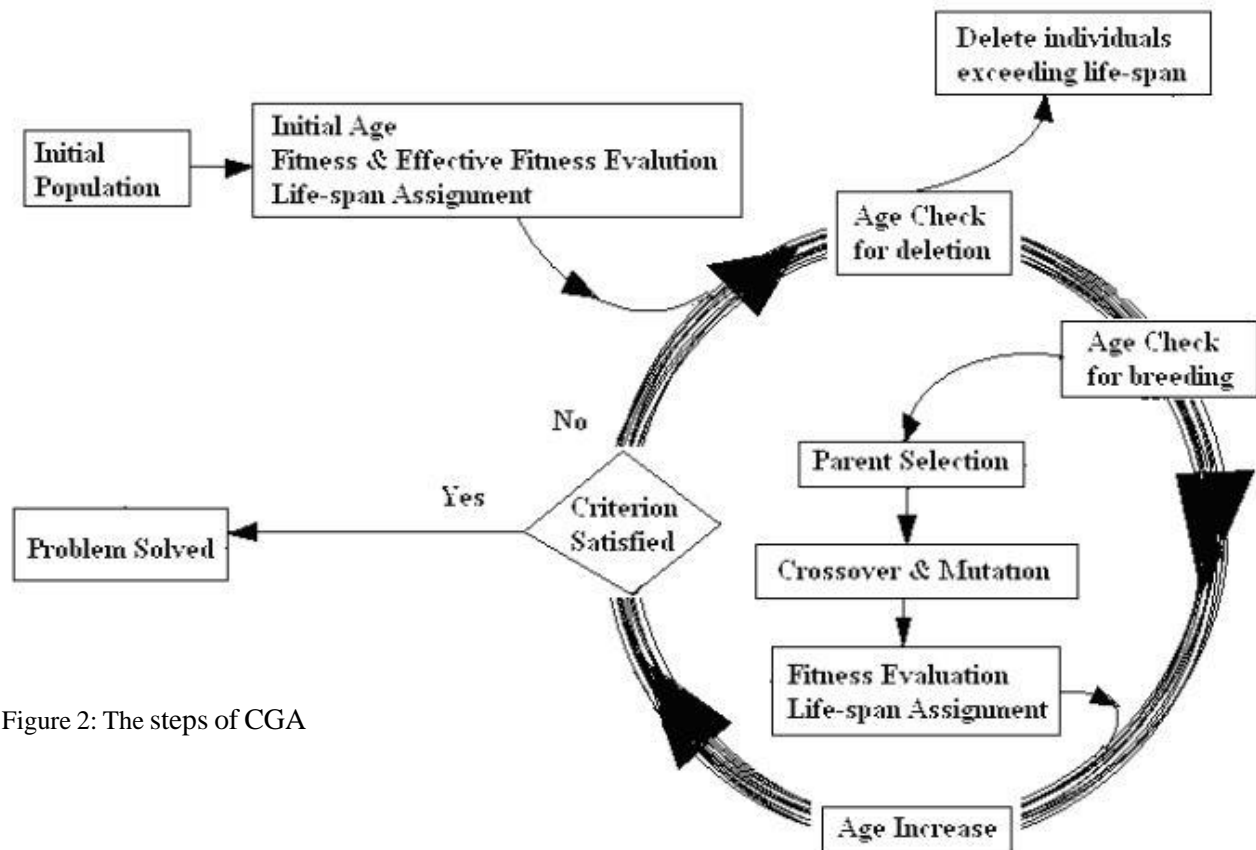 Delete individuals
exceeding life-span
Initial
Population
Initial Age
Fitness & Effective Fitness Evalution
Life-span Assignment
Age Check
for deletion
Age Check
for breeding
No
Parent Selection
Yes
Criterion
Satisfied
Problem Solved
Crossover & Mutation
Fitness Evaluation
Life-span Assignment
Figure 2: The steps of CGA
Age Increase